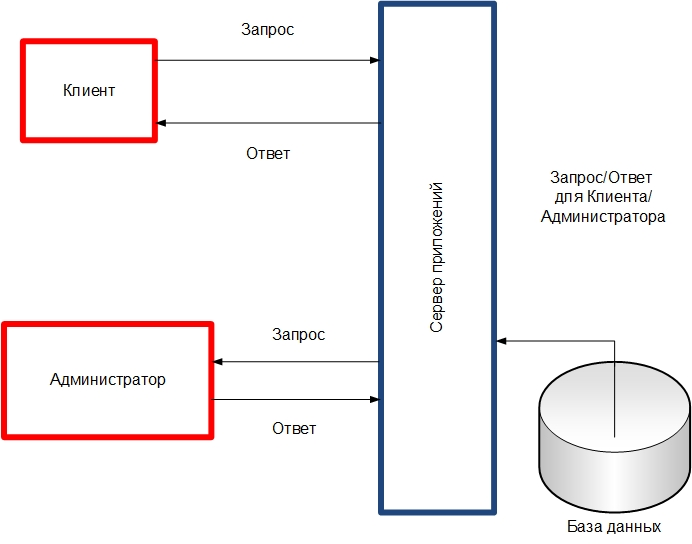 Запрос
Клиент
Ответ
Сервер приложений
Запрос/Ответ
для Клиента/
Администратора
Запрос
Администратор
Ответ
База данных